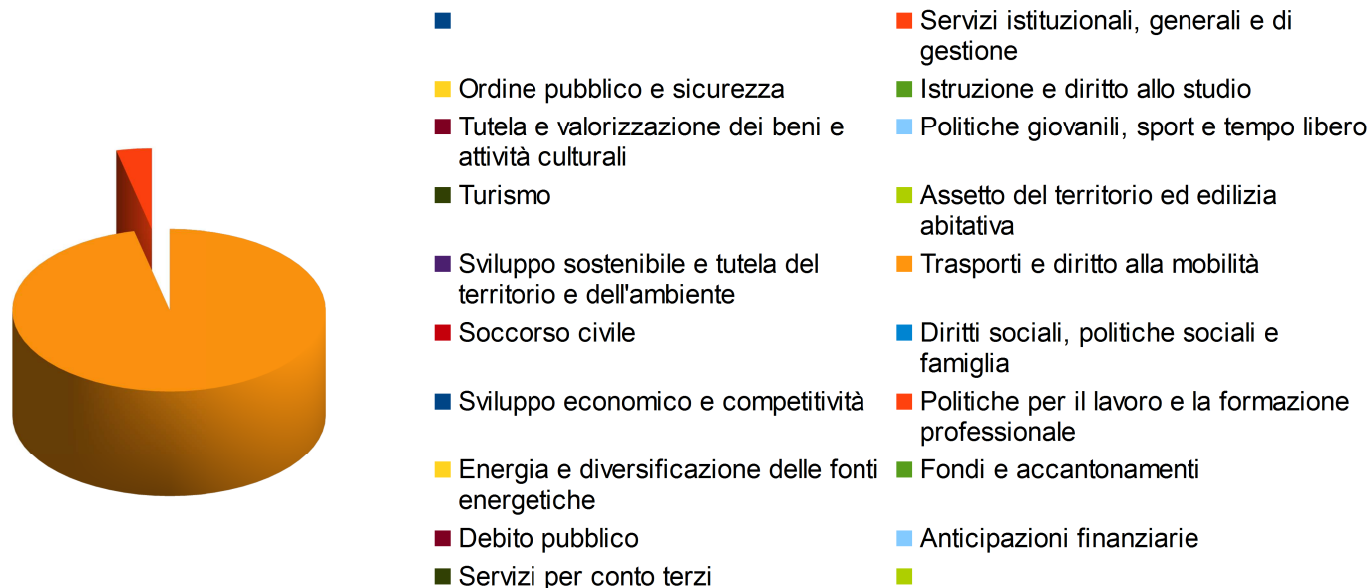 Servizi istituzionali, generali e di
gestione
Ordine pubblico e sicurezza
Istruzione e diritto allo studio
Tutela e valorizzazione dei beni e
attività culturali
Politiche giovanili, sport e tempo libero
Turismo
Assetto del territorio ed edilizia
abitativa
Sviluppo sostenibile e tutela del
territorio e dell'ambiente
Trasporti e diritto alla mobilità
Soccorso civile
Diritti sociali, politiche sociali e
famiglia
Sviluppo economico e competitività
Politiche per il lavoro e la formazione
professionale
Energia e diversificazione delle fonti
energetiche
Fondi e accantonamenti
Debito pubblico
Anticipazioni finanziarie
Servizi per conto terzi